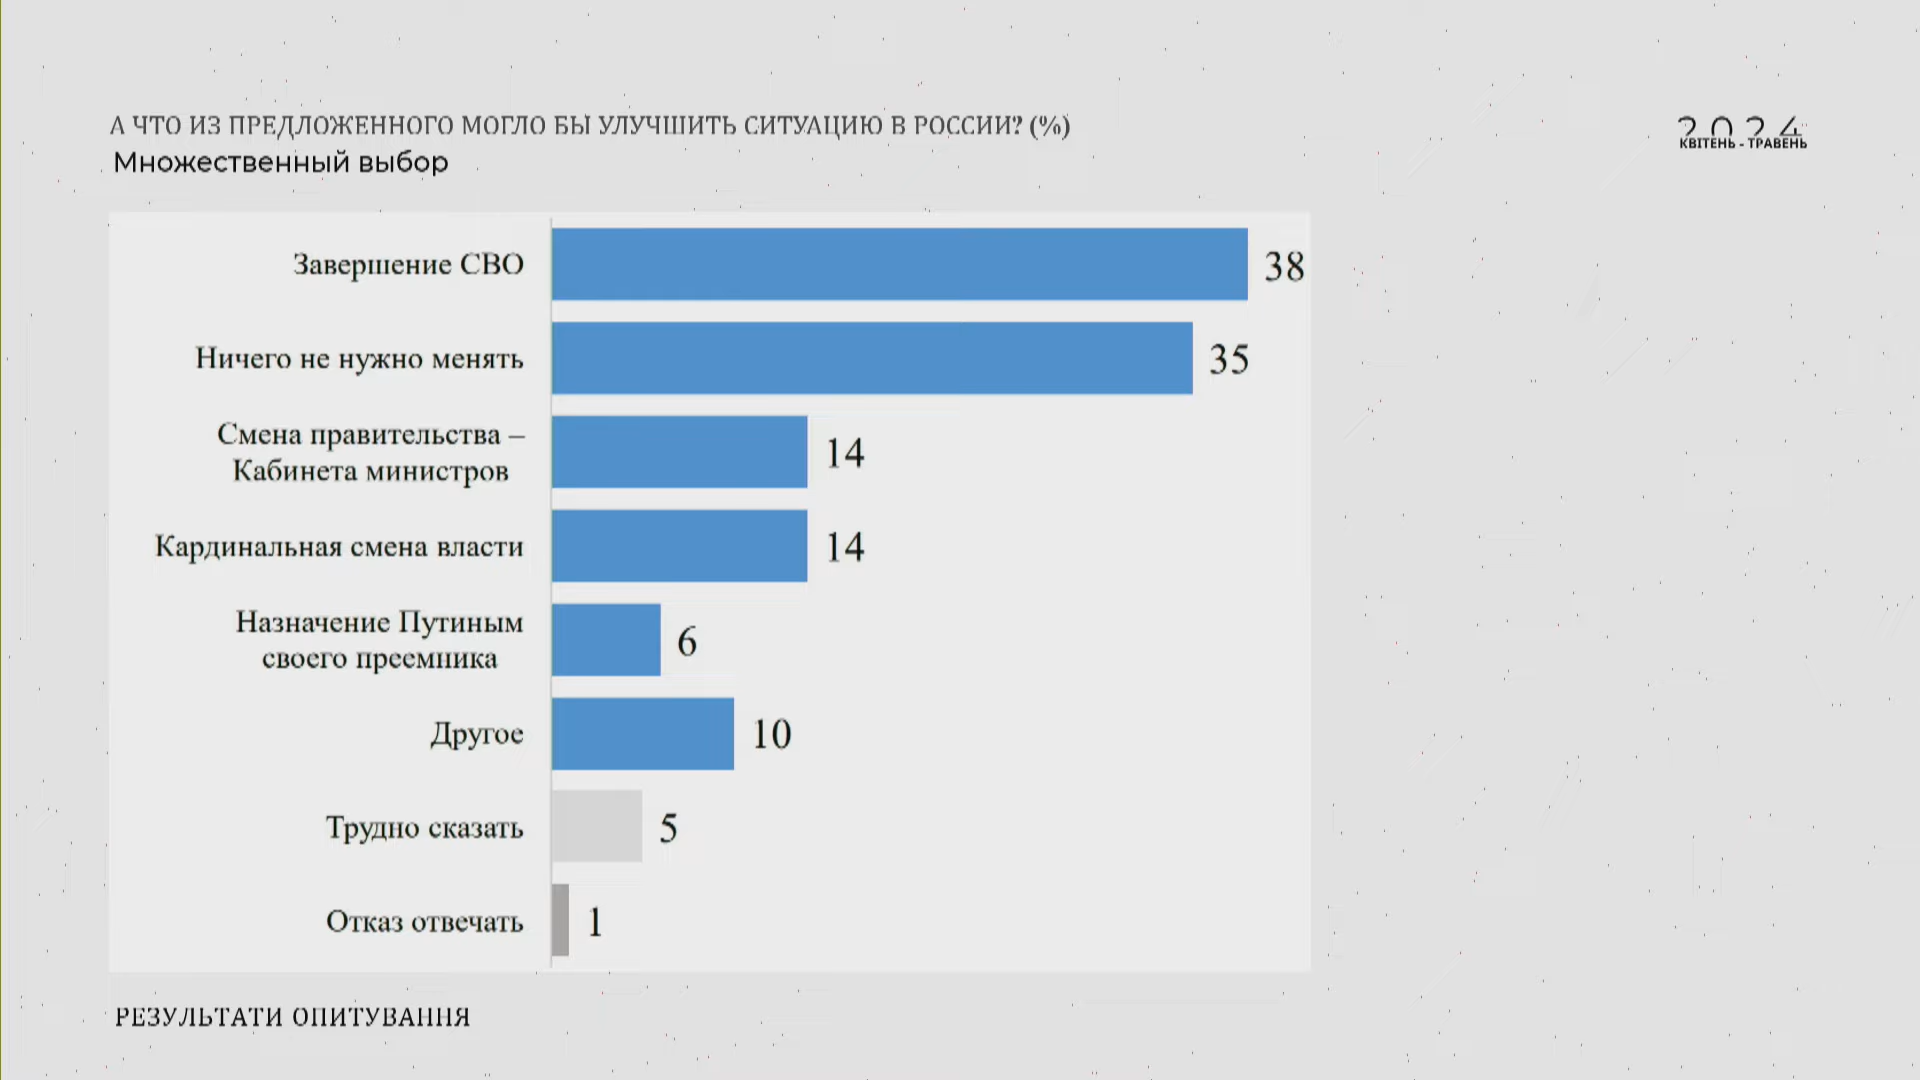 А ЧТО ИЗ ПРЕДЛОЖЕННОГО МОГЛО БЫ УЛУЧШИТЬ СИТУАЦИЮ В РОССИИ? (%)
Множественный выбор
2024
КВІТЕНЬ - ТРАВЕНЬ
Завершение СВО
38
Ничего не нужно менять
35
Смена правительства –
Кабинета министров
14
Кардинальная смена власти
14
Назначение Путиным
своего преемника
6
Другое
10
Трудно сказать
5
Отказ отвечать
1
РЕЗУЛЬТАТИ ОПИТУВАННЯ